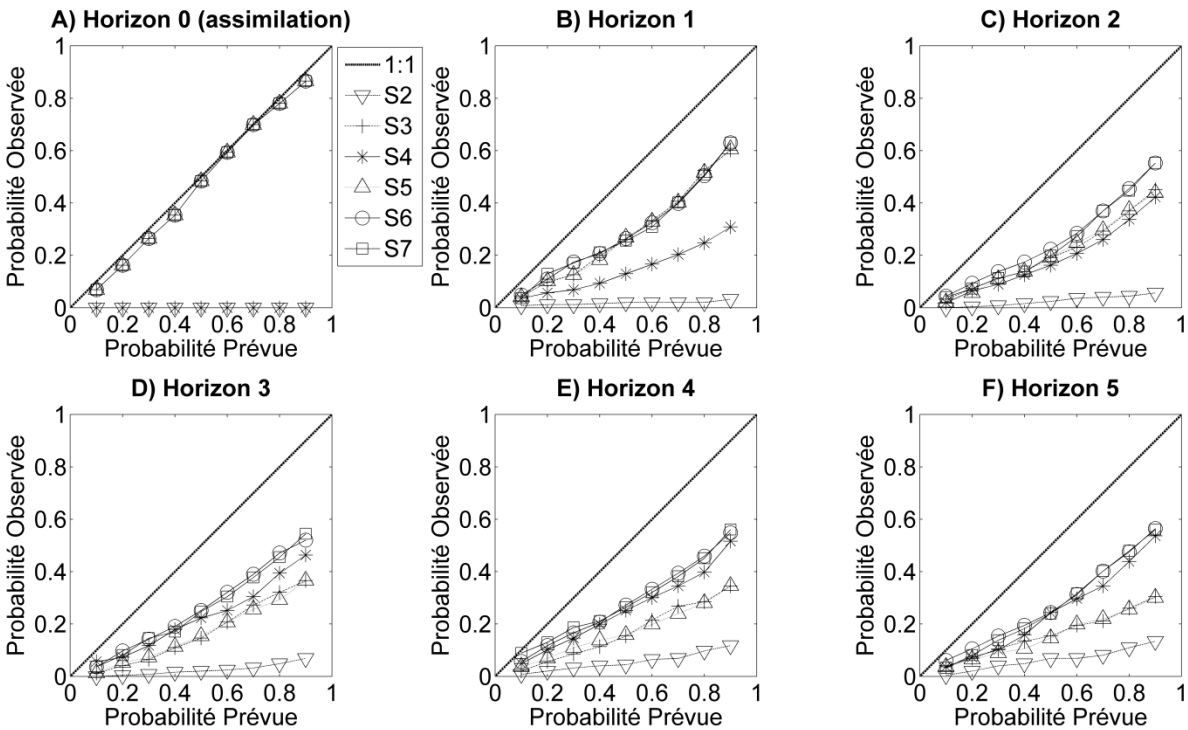 A) Horizon 0 (assimilation)
1
0.8
0.6
0.4
0.2
0
0 0.2 0.4 0.6 0.8 1
Probabilité Observée
Probabilité Prévue
1:1
S2
S3
S4
S5
S6
S7
B) Horizon 1
1
0.8
0.6
0.4
0.2
0
0 0.2 0.4 0.6 0.8 1
Probabilité Observée
Probabilité Prévue
C) Horizon 2
1
0.8
0.6
0.4
0.2
0
0 0.2 0.4 0.6 0.8 1
Probabilité Observée
Probabilité Prévue
D) Horizon 3
1
0.8
0.6
0.4
0.2
0
0 0.2 0.4 0.6 0.8 1
Probabilité Observée
Probabilité Prévue
E) Horizon 4
1
0.8
0.6
0.4
0.2
0
0 0.2 0.4 0.6 0.8 1
Probabilité Observée
Probabilité Prévue
F) Horizon 5
1
0.8
0.6
0.4
0.2
0
0 0.2 0.4 0.6 0.8 1
Probabilité Observée
Probabilité Prévue